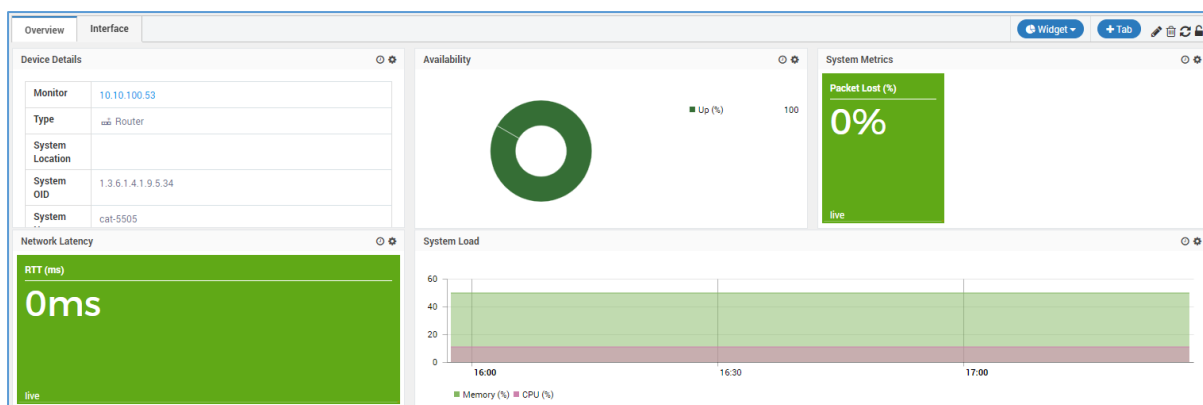 Overview Interface Widget Tab
Device Details
Monitor 10.10.100.53
Type Router
System Location
System OID 1.3.6.1.4.1.9.5.34
System cat-5505
Availability
Up (%) 100
System Metrics
Packet Lost (%)
0%
live
Network Latency
RTT (ms)
0ms
live
System Load
60
40
20
0
16:00 16:30 17:00
Memory (%) CPU (%)